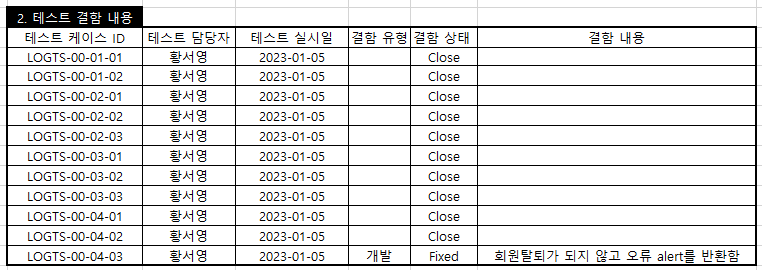 2. 테스트 결함 내용
테스트 케이스 ID 테스트 담당자 테스트 실시일 결함 유형 결함 상태 결함 내용
LOGTS-00-01-01 황서영 2023-01-05 Close
LOGTS-00-01-02 황서영 2023-01-05 Close
LOGTS-00-02-01 황서영 2023-01-05 Close
LOGTS-00-02-02 황서영 2023-01-05 Close
LOGTS-00-02-03 황서영 2023-01-05 Close
LOGTS-00-03-01 황서영 2023-01-05 Close
LOGTS-00-03-02 황서영 2023-01-05 Close
LOGTS-00-03-03 황서영 2023-01-05 Close
LOGTS-00-04-01 황서영 2023-01-05 Close
LOGTS-00-04-02 황서영 2023-01-05 Close
LOGTS-00-04-03 황서영 2023-01-05 개발 Fixed 회원탈퇴가 되지 않고 오류 alert를 반환함